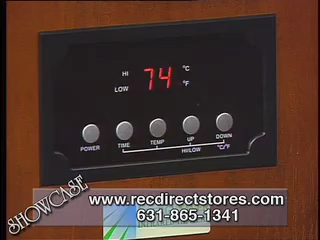 HI
LOW
74
°C
°F
POWER
TIME
TEMP
UP
DOWN
HI/LOW
°C/°F
SHOWCASE
www.recdirectstores.com
631-865-1341